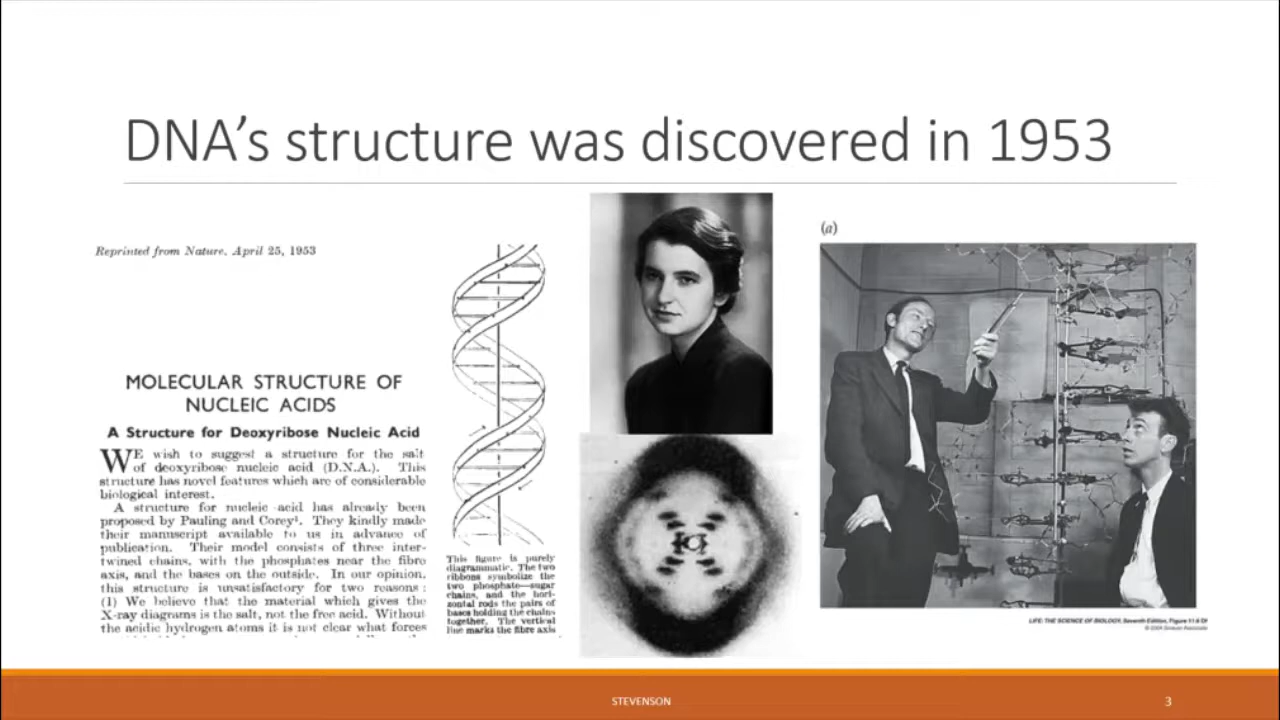 DNA's structure was discovered in 1953
Reprinted from Nature, April 25, 1953
MOLECULAR STRUCTURE OF
NUCLEIC ACIDS
A Structure for Deoxyribose Nucleic Acid
WE wish to suggest a structure for the salt
of deoxyribose nucleic acid (D.N.A.). This
structure has novel features which are of considerable
biological interest.
A structure for nucleic acid has already been
proposed by Pauling and Corey¹. They kindly made
their manuscript available to us in advance of
publication. Their model consists of three inter-
twined chains, with the phosphates near the fibre
axis, and the bases on the outside. In our opinion,
this structure is unsatisfactory for two reasons :
(1) We believe that the material which gives the
X-ray diagrams is the salt, not the free acid. Without
the acidic hydrogen atoms it is not clear what forces
This figure is purely
diagrammatic. The two
ribbons symbolize the
two phosphate—sugar
chains, and the hori-
zontal rods the pairs of
bases holding the chains
together. The vertical
line marks the fibre axis
(a)
LIFE: THE SCIENCE OF BIOLOGY, Seventh Edition, Figure 11.6
STEVENSON
3